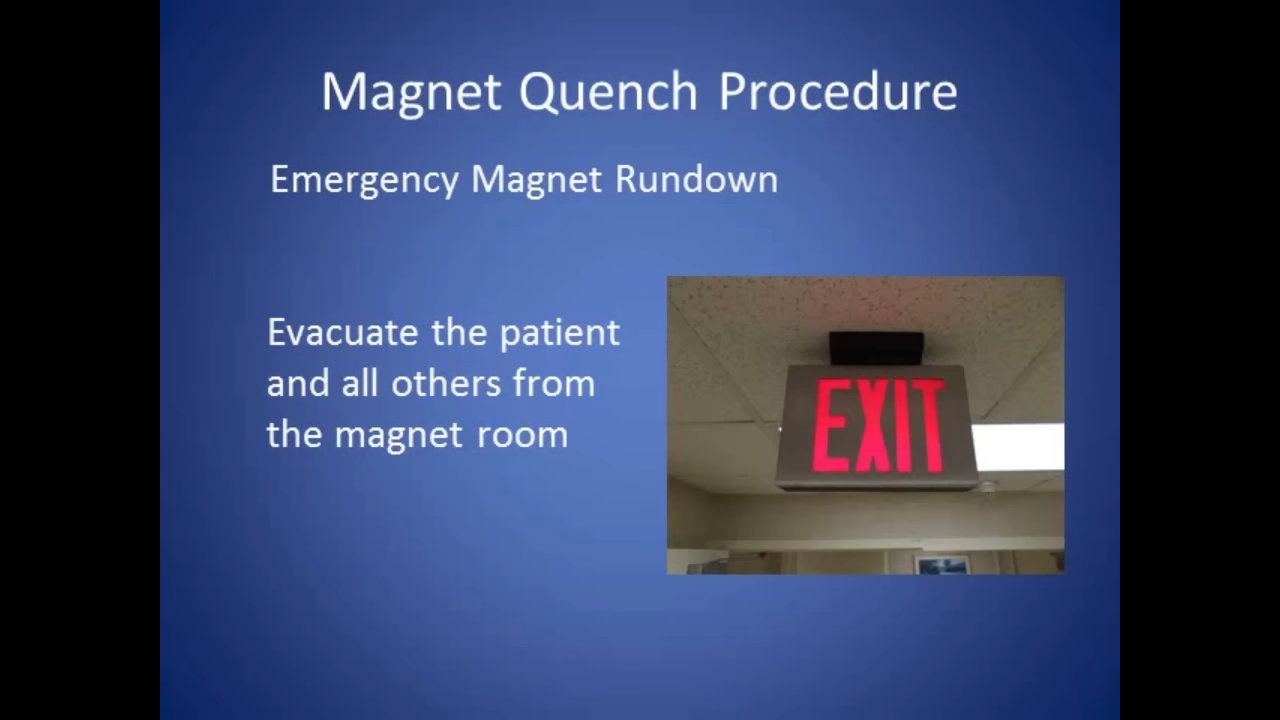 Magnet Quench Procedure
Emergency Magnet Rundown
Evacuate the patient
and all others from
the magnet room
EXIT